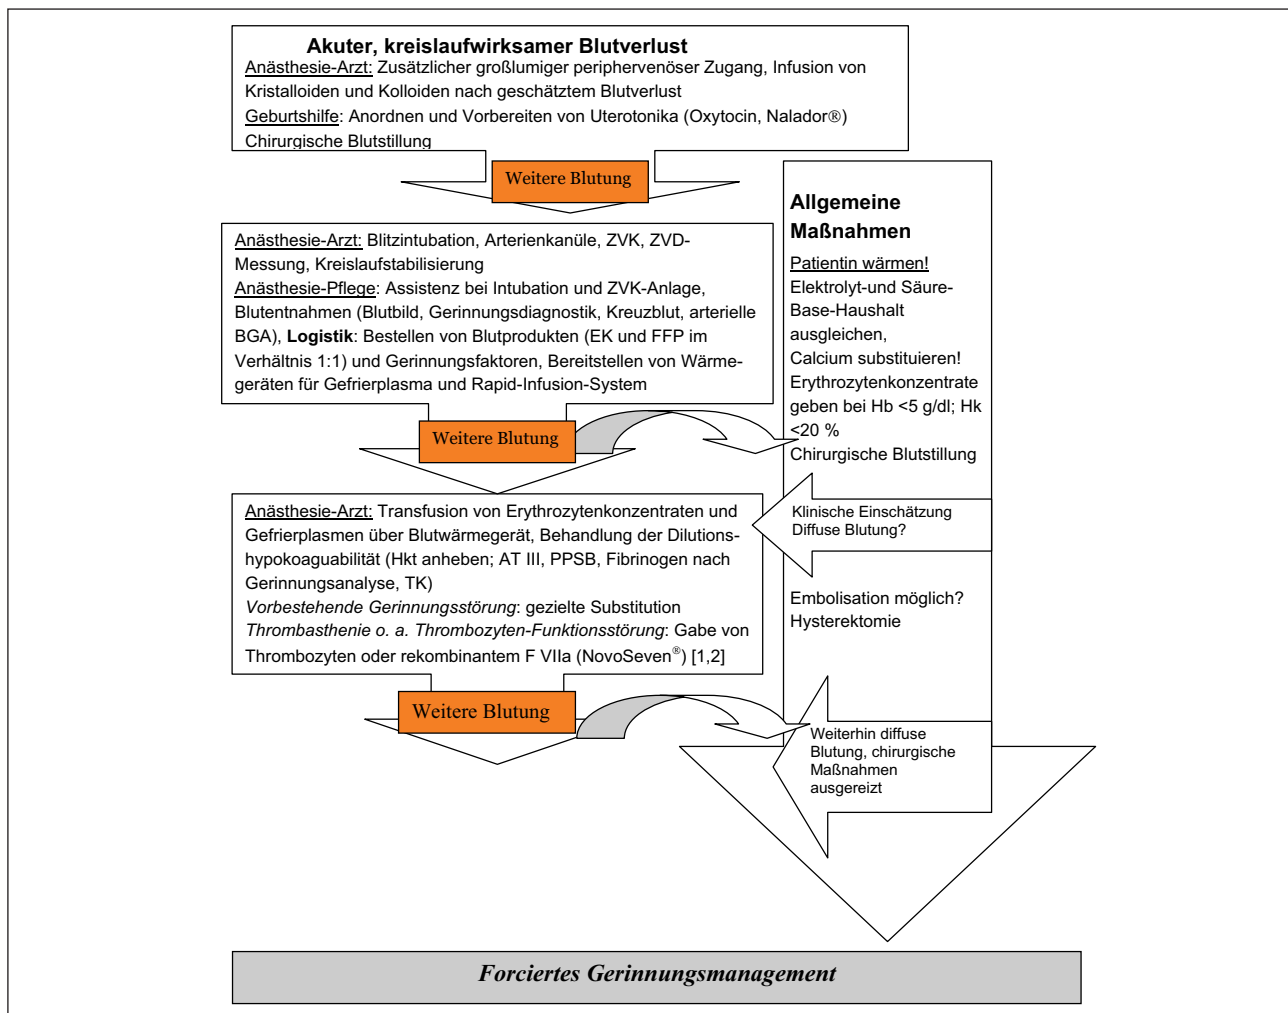 Akuter, kreislaufwirksamer Blutverlust
Anästhesie-Arzt: Zusätzlicher großlumiger periphervenöser Zugang, Infusion von
Kristalloiden und Kolloiden nach geschätztem Blutverlust
Geburtshilfe: Anordnen und Vorbereiten von Uterotonika (Oxytocin, Nalador®)
Chirurgische Blutstillung
Weitere Blutung
Anästhesie-Arzt: Blitzintubation, Arterienkanüle, ZVK, ZVD-
Messung, Kreislaufstabilisierung
Anästhesie-Pflege: Assistenz bei Intubation und ZVK-Anlage,
Blutentnahmen (Blutbild, Gerinnungsdiagnostik, Kreuzblut, arterielle
BGA), Logistik: Bestellen von Blutprodukten (EK und FFP im
Verhältnis 1:1) und Gerinnungsfaktoren, Bereitstellen von Wärme-
geräten für Gefrierplasma und Rapid-Infusion-System
Weitere Blutung
Anästhesie-Arzt: Transfusion von Erythrozytenkonzentraten und
Gefrierplasmen über Blutwärmegerät, Behandlung der Dilutions-
hypokoaguabilität (Hkt anheben; AT III, PPSB, Fibrinogen nach
Gerinnungsanalyse, TK)
Vorbestehende Gerinnungsstörung: gezielte Substitution
Thrombasthenie o. a. Thrombozyten-Funktionsstörung: Gabe von
Thrombozyten oder rekombinantem F VIIa (NovoSeven®) [1,2]
Weitere Blutung
Allgemeine
Maßnahmen
Patientin wärmen!
Elektrolyt-und Säure-
Base-Haushalt
ausgleichen,
Calcium substituieren!
Erythrozytenkonzentrate
geben bei Hb <5 g/dl; Hk
<20 %
Chirurgische Blutstillung
Klinische Einschätzung
Diffuse Blutung?
Embolisation möglich?
Hysterektomie
Weiterhin diffuse
Blutung, chirurgische
Maßnahmen
ausgereizt
Forciertes Gerinnungsmanagement